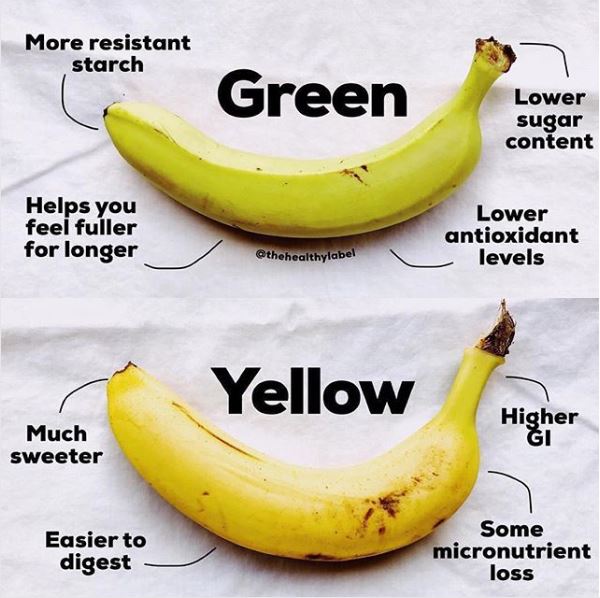 More resistant
starch
Green
Lower
sugar
content
Helps you
feel fuller
for longer
@thehealthylabel
Lower
antioxidant
levels
Yellow
Much
sweeter
Higher
GI
Easier to
digest
Some
micronutrient
loss